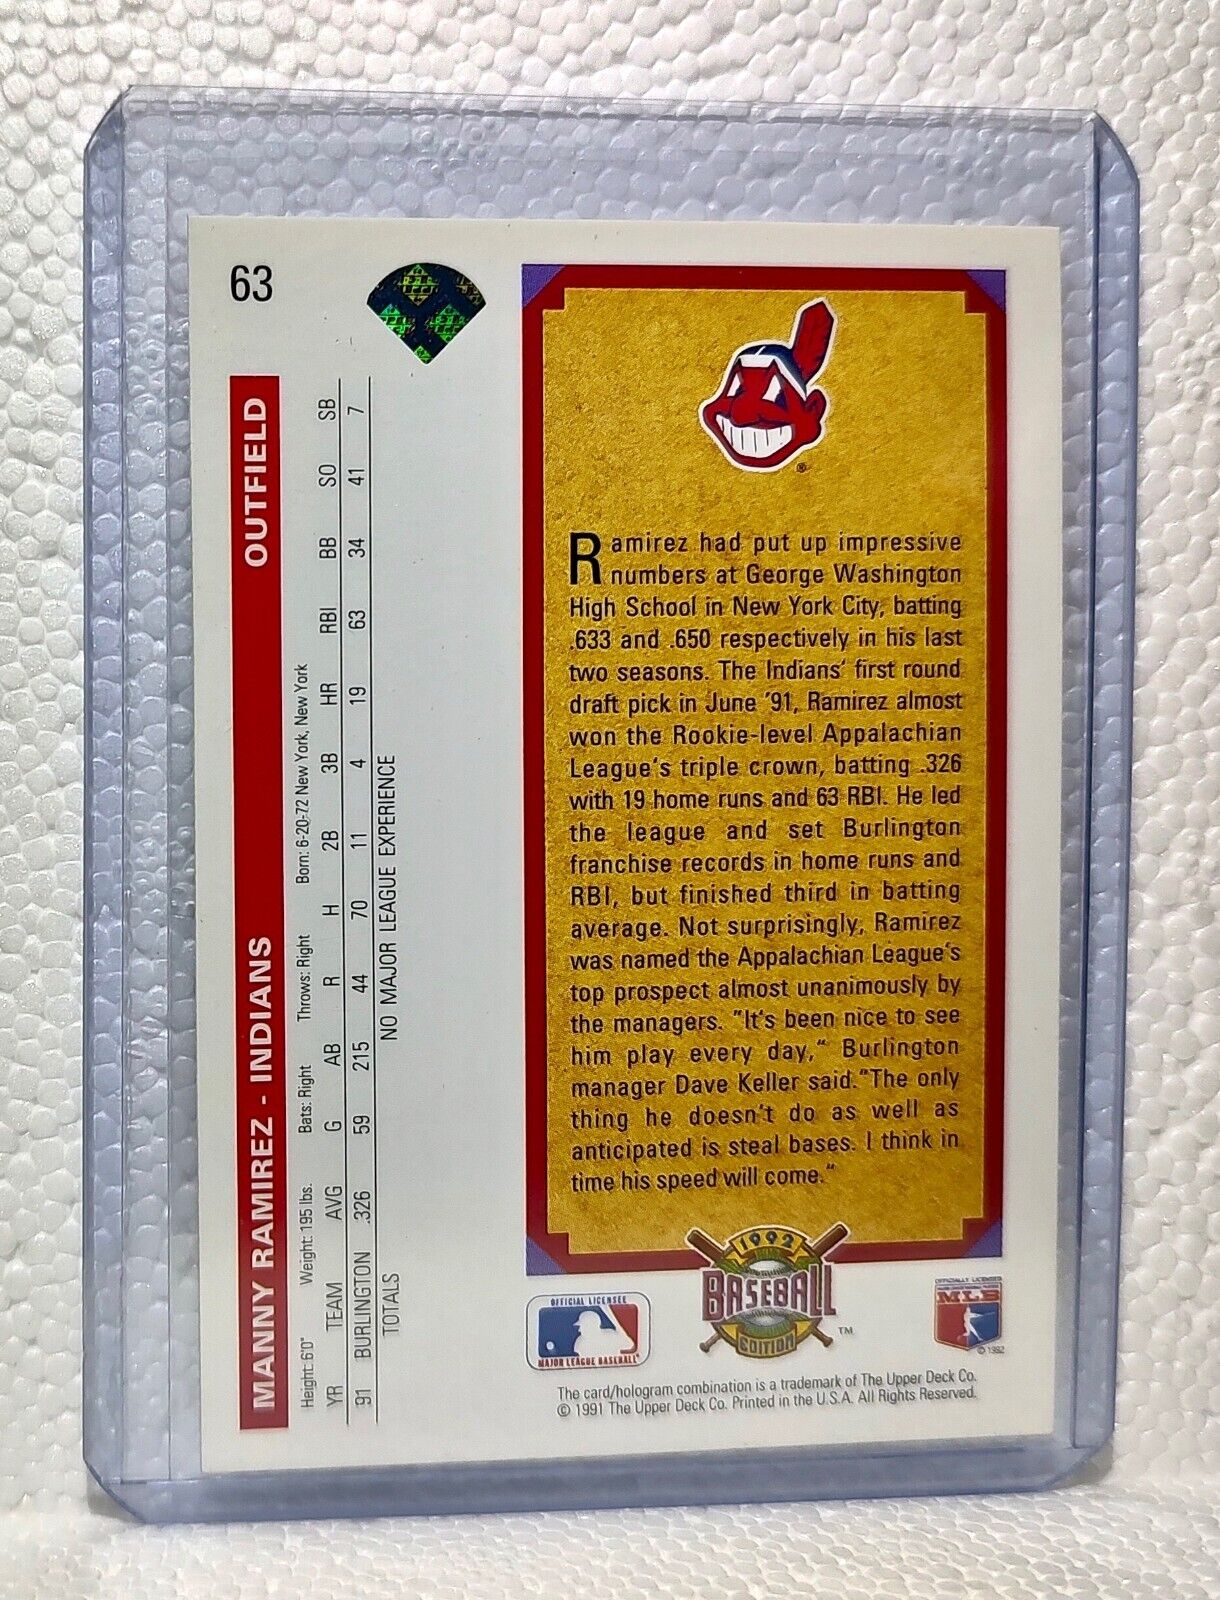 63
MANNY RAMIREZ - INDIANS OUTFIELD
Height: 6'0" Weight: 195 lbs. Bats: Right Throws: Right Born: 6-20-72 New York, New York
YR TEAM AVG G AB R H 2B 3B HR RBI BB SO SB
91 BURLINGTON .326 59 215 44 70 11 4 19 63 34 41 7
TOTALS NO MAJOR LEAGUE EXPERIENCE
Ramirez had put up impressive
numbers at George Washington
High School in New York City, batting
.633 and .650 respectively in his last
two seasons. The Indians' first round
draft pick in June '91, Ramirez almost
won the Rookie-level Appalachian
League's triple crown, batting .326
with 19 home runs and 63 RBI. He led
the league and set Burlington
franchise records in home runs and
RBI, but finished third in batting
average. Not surprisingly, Ramirez
was named the Appalachian League's
top prospect almost unanimously by
the managers. "It's been nice to see
him play every day," Burlington
manager Dave Keller said."The only
thing he doesn't do as well as
anticipated is steal bases. I think in
time his speed will come."
OFFICIAL LICENSEE
MAJOR LEAGUE BASEBALL
1992
BASEBALL
EDITION
™
OFFICIALLY LICENSED
MLB
© 1992
The card/hologram combination is a trademark of The Upper Deck Co.
© 1991 The Upper Deck Co. Printed in the U.S.A. All Rights Reserved.